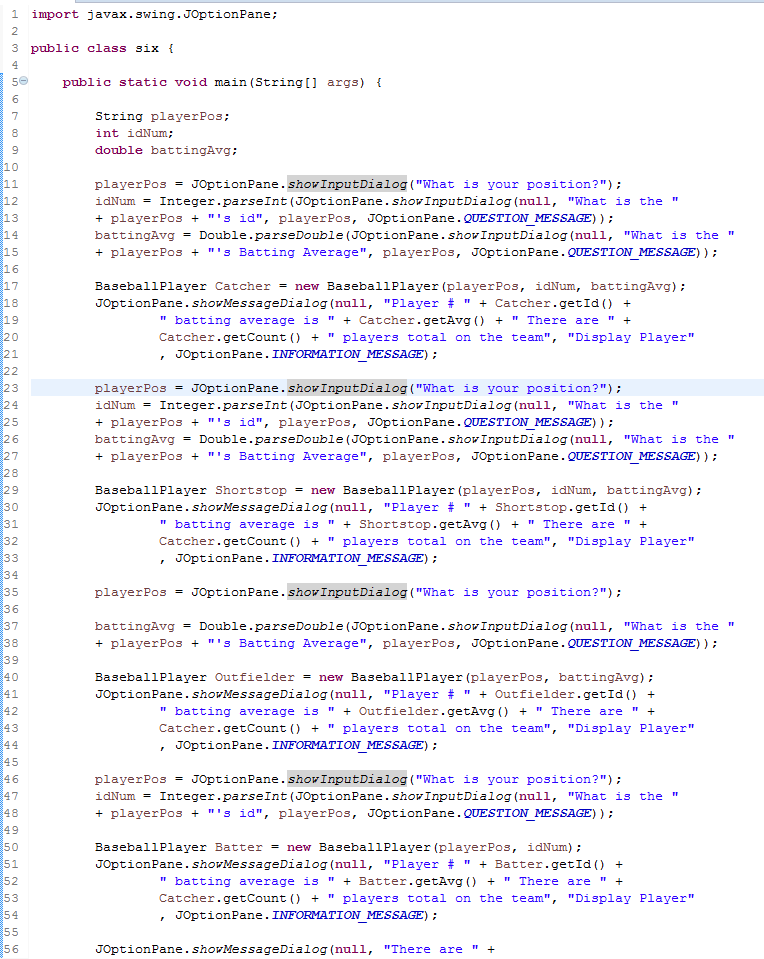 1 import javax.swing.JOptionPane;
2
3 public class six {
4
5 public static void main(String[] args) {
6
7 String playerPos;
8 int idNum;
9 double battingAvg;
10
11 playerPos = JOptionPane.showInputDialog("What is your position?");
12 idNum = Integer.parseInt(JOptionPane.showInputDialog(null, "What is the "
13 + playerPos + "'s id", playerPos, JOptionPane.QUESTION_MESSAGE));
14 battingAvg = Double.parseDouble(JOptionPane.showInputDialog(null, "What is the "
15 + playerPos + "'s Batting Average", playerPos, JOptionPane.QUESTION_MESSAGE));
16
17 BaseballPlayer Catcher = new BaseballPlayer(playerPos, idNum, battingAvg);
18 JOptionPane.showMessageDialog(null, "Player # " + Catcher.getId() +
19 " batting average is " + Catcher.getAvg() + " There are " +
20 Catcher.getCount() + " players total on the team", "Display Player"
21 , JOptionPane.INFORMATION_MESSAGE);
22
23 playerPos = JOptionPane.showInputDialog("What is your position?");
24 idNum = Integer.parseInt(JOptionPane.showInputDialog(null, "What is the "
25 + playerPos + "'s id", playerPos, JOptionPane.QUESTION_MESSAGE));
26 battingAvg = Double.parseDouble(JOptionPane.showInputDialog(null, "What is the "
27 + playerPos + "'s Batting Average", playerPos, JOptionPane.QUESTION_MESSAGE));
28
29 BaseballPlayer Shortstop = new BaseballPlayer(playerPos, idNum, battingAvg);
30 JOptionPane.showMessageDialog(null, "Player # " + Shortstop.getId() +
31 " batting average is " + Shortstop.getAvg() + " There are " +
32 Catcher.getCount() + " players total on the team", "Display Player"
33 , JOptionPane.INFORMATION_MESSAGE);
34
35 playerPos = JOptionPane.showInputDialog("What is your position?");
36
37 battingAvg = Double.parseDouble(JOptionPane.showInputDialog(null, "What is the "
38 + playerPos + "'s Batting Average", playerPos, JOptionPane.QUESTION_MESSAGE));
39
40 BaseballPlayer Outfielder = new BaseballPlayer(playerPos, battingAvg);
41 JOptionPane.showMessageDialog(null, "Player # " + Outfielder.getId() +
42 " batting average is " + Outfielder.getAvg() + " There are " +
43 Catcher.getCount() + " players total on the team", "Display Player"
44 , JOptionPane.INFORMATION_MESSAGE);
45
46 playerPos = JOptionPane.showInputDialog("What is your position?");
47 idNum = Integer.parseInt(JOptionPane.showInputDialog(null, "What is the "
48 + playerPos + "'s id", playerPos, JOptionPane.QUESTION_MESSAGE));
49
50 BaseballPlayer Batter = new BaseballPlayer(playerPos, idNum);
51 JOptionPane.showMessageDialog(null, "Player # " + Batter.getId() +
52 " batting average is " + Batter.getAvg() + " There are " +
53 Catcher.getCount() + " players total on the team", "Display Player"
54 , JOptionPane.INFORMATION_MESSAGE);
55
56 JOptionPane.showMessageDialog(null, "There are " +